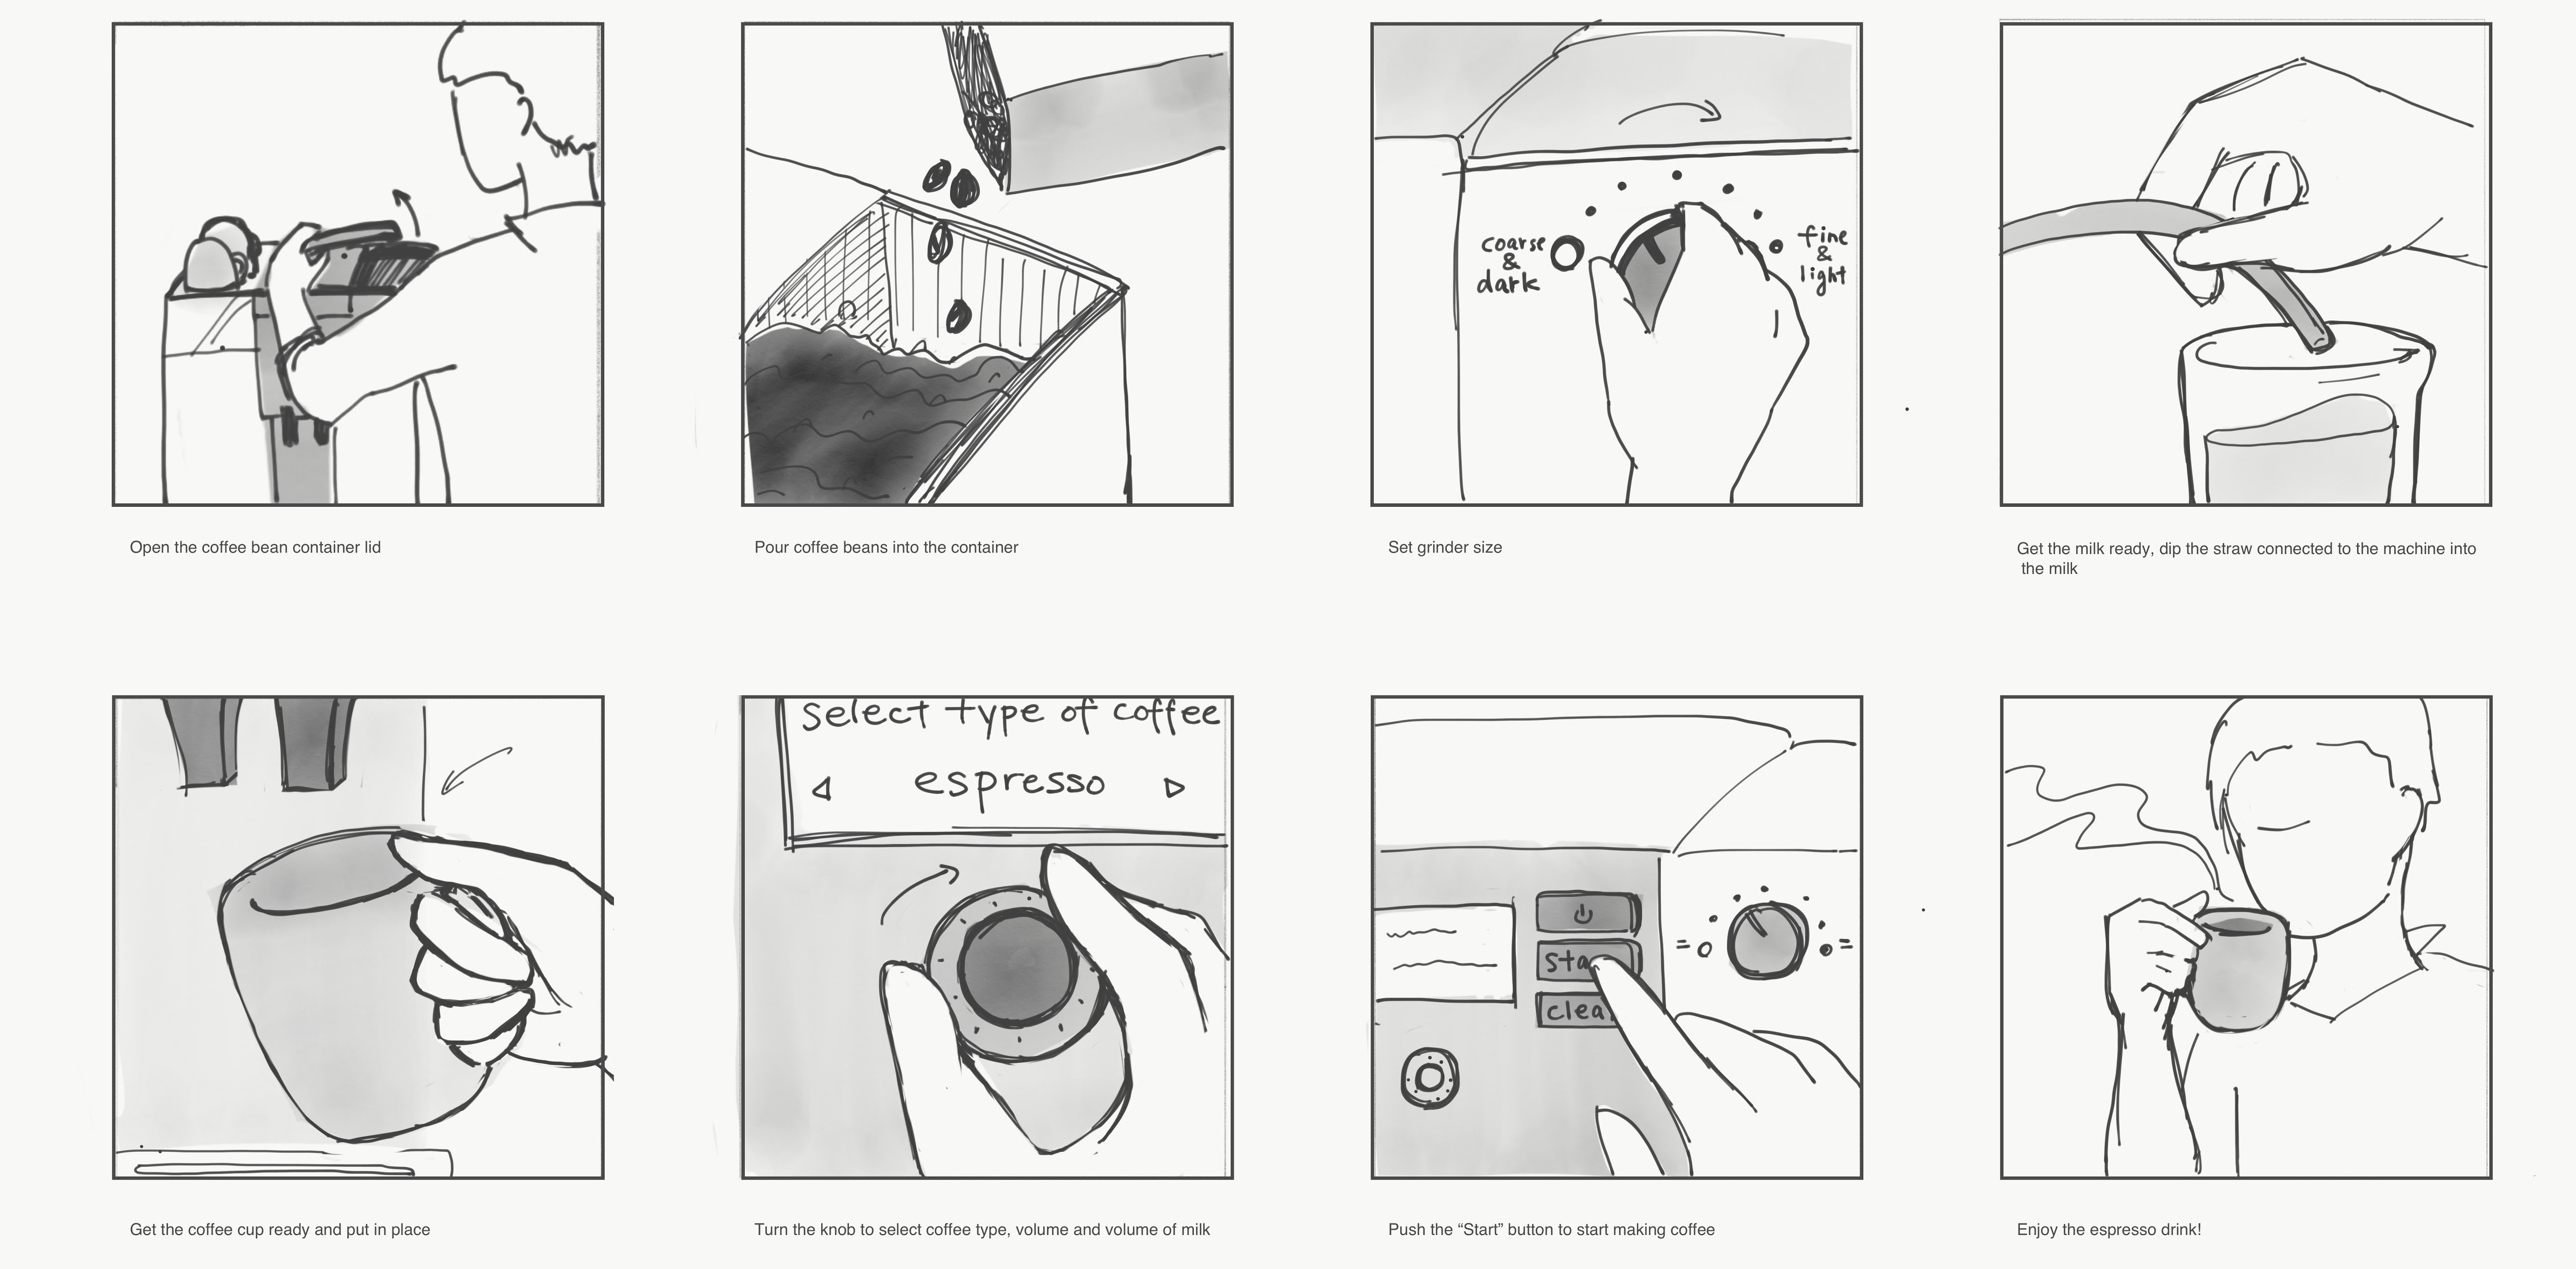 coarse
&
dark
fine
&
light
Open the coffee bean container lid
Pour coffee beans into the container
Set grinder size
Get the milk ready, dip the straw connected to the machine into
the milk
select type of coffee
espresso
Get the coffee cup ready and put in place
Turn the knob to select coffee type, volume and volume of milk
Push the “Start” button to start making coffee
Enjoy the espresso drink!